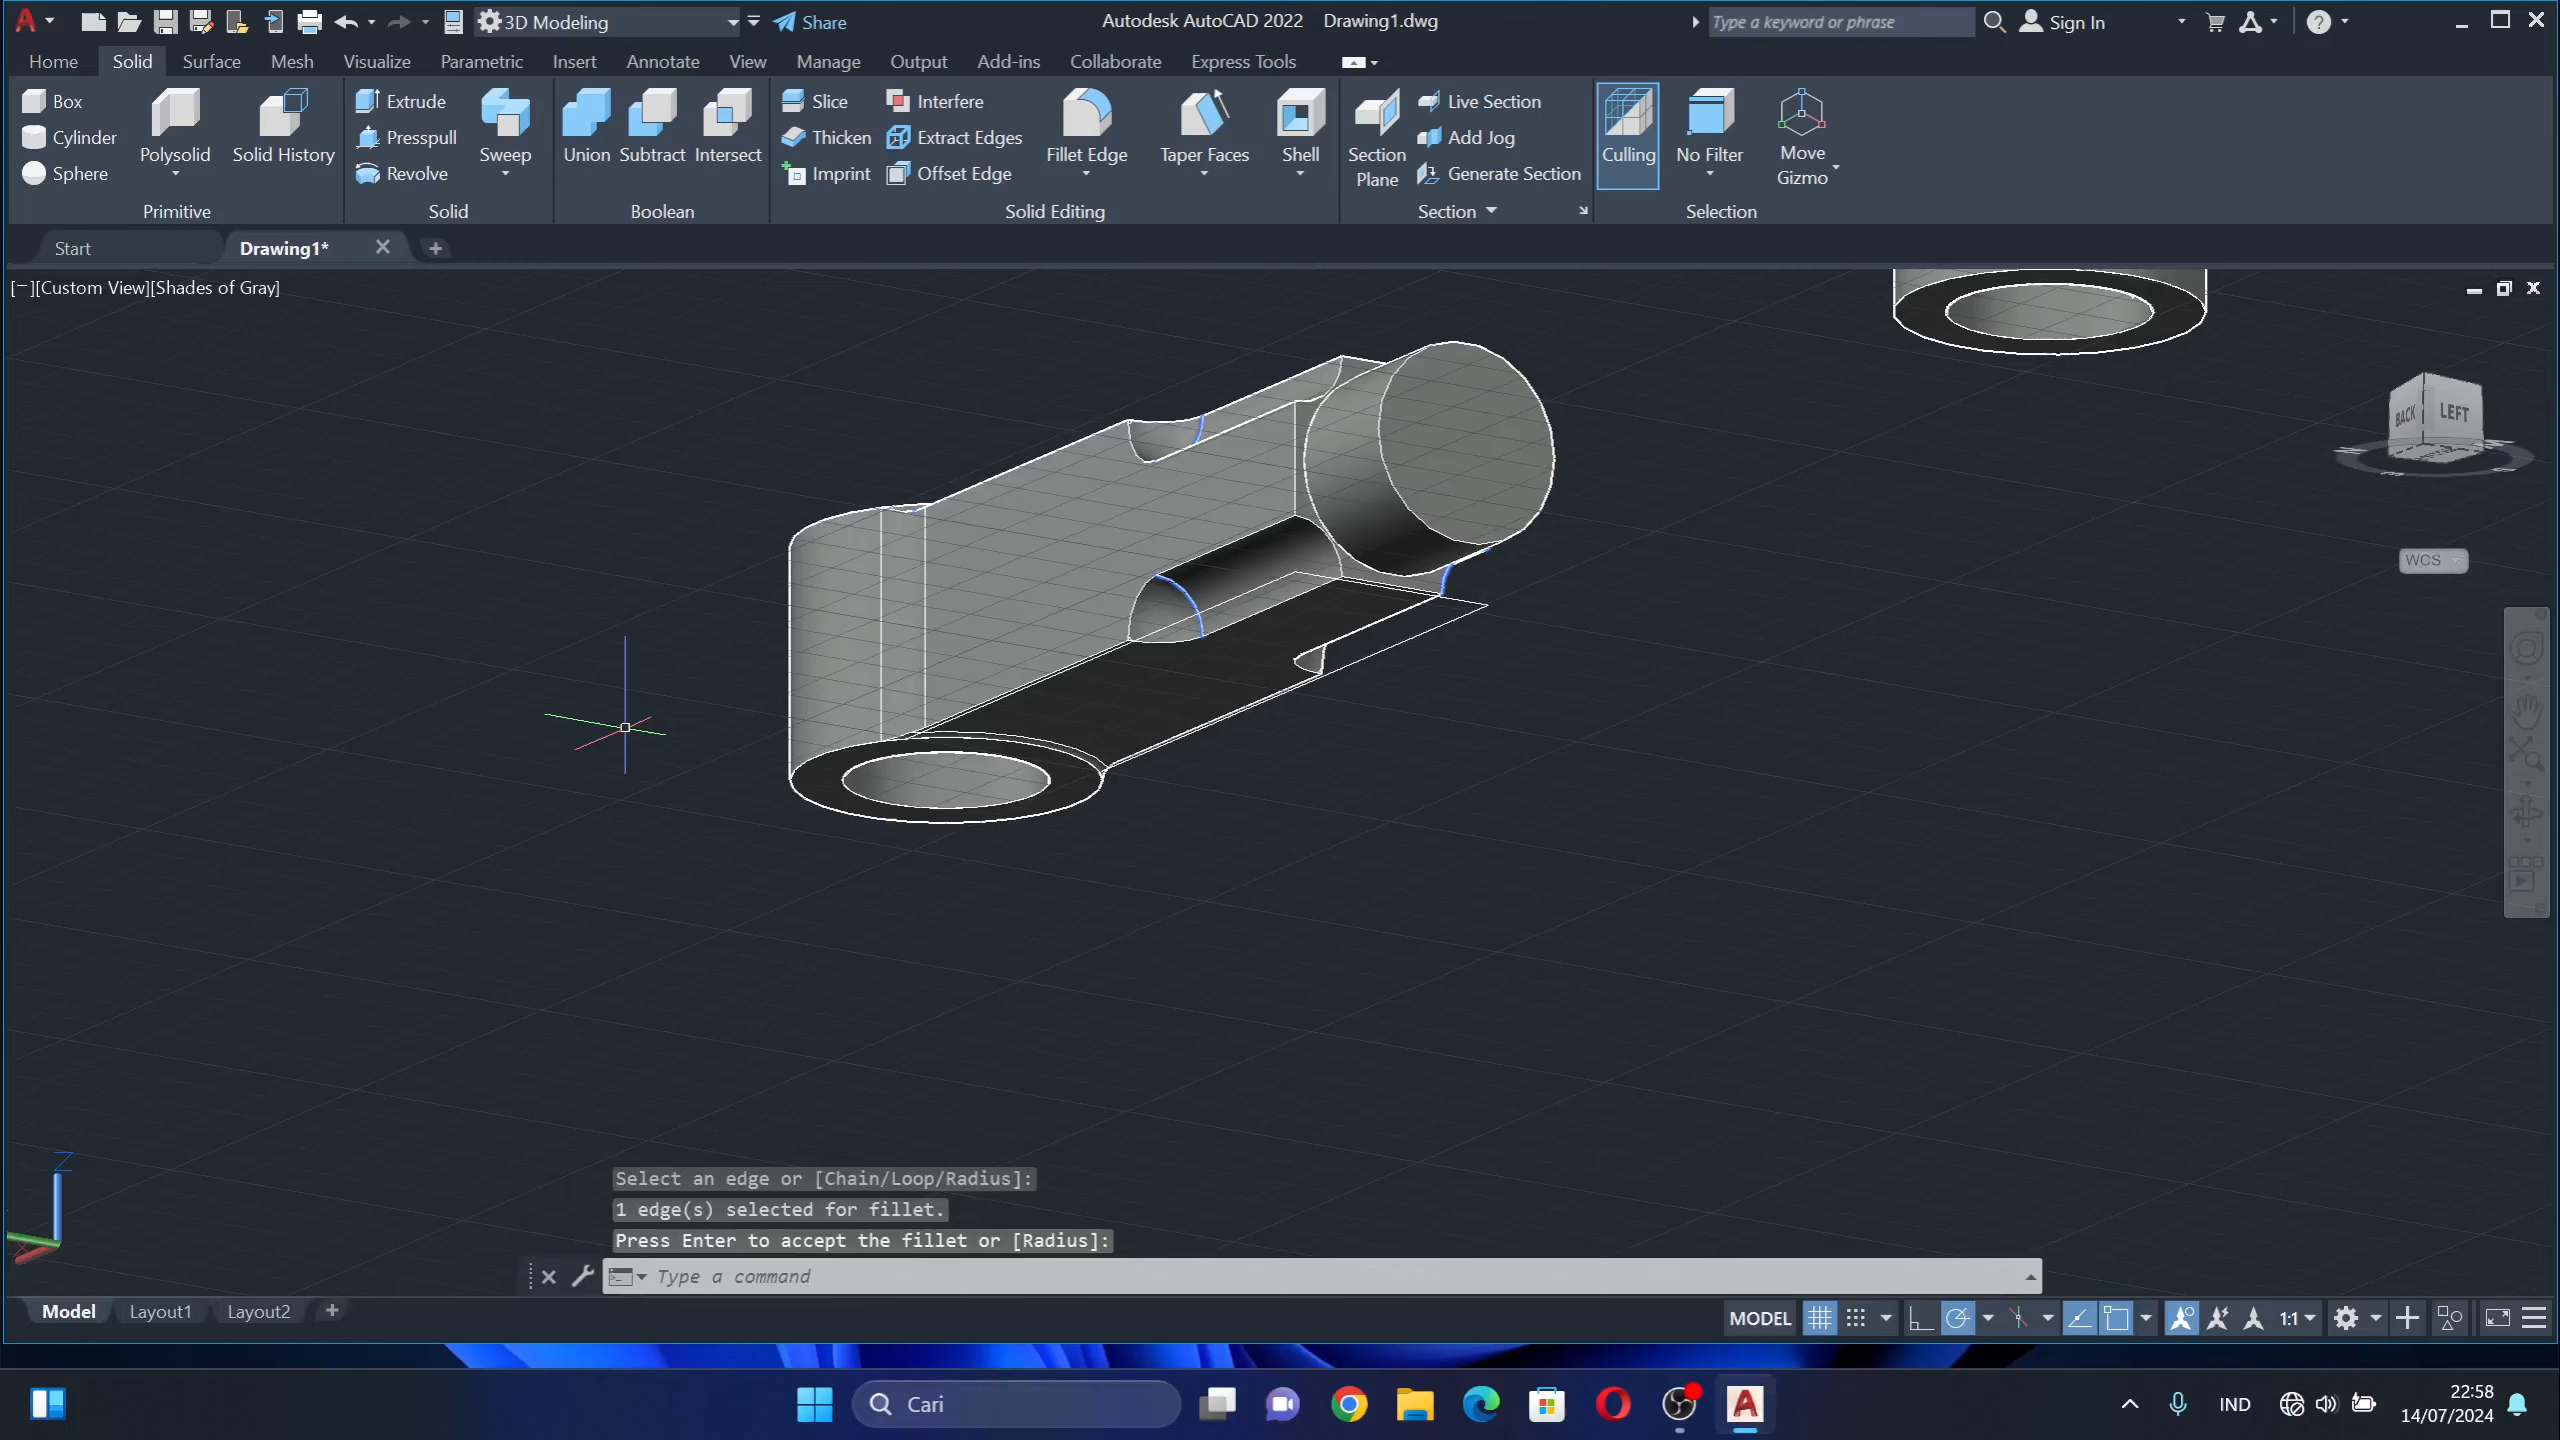 3D Modeling
Share
Autodesk AutoCAD 2022 Drawing1.dwg
Type a keyword or phrase
Sign In
Home Solid Surface Mesh Visualize Parametric Insert Annotate View Manage Output Add-ins Collaborate Express Tools
Box
Cylinder
Sphere
Polysolid
Solid History
Primitive
Extrude
Presspull
Revolve
Sweep
Solid
Union
Subtract
Intersect
Boolean
Slice
Thicken
Imprint
Interfere
Extract Edges
Offset Edge
Fillet Edge
Taper Faces
Shell
Solid Editing
Section
Plane
Live Section
Add Jog
Generate Section
Section
Culling
No Filter
Move
Gizmo
Selection
Start
Drawing1*
[−][Custom View][Shades of Gray]
BACK
LEFT
WCS
Z
X
Select an edge or [Chain/Loop/Radius]:
1 edge(s) selected for fillet.
Press Enter to accept the fillet or [Radius]:
Type a command
Model Layout1 Layout2
MODEL
1:1
Cari
IND
22:58
14/07/2024